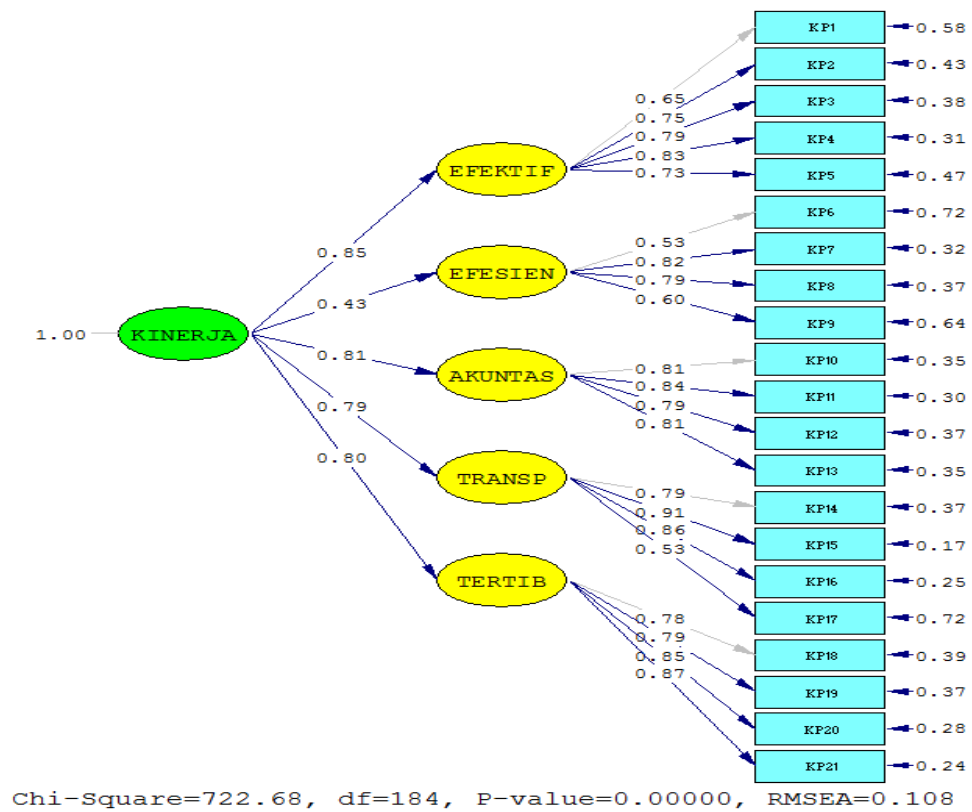 KP1
0.58
KP2
0.43
0.65
KP3
0.38
0.75
0.79
KP4
0.31
0.83
EFEKTIF
0.73
KP5
0.47
KP6
0.72
0.53
KP7
0.32
0.85
0.82
EFESIEN
0.79
KP8
0.37
0.43
0.60
KP9
0.64
1.00
KINERJA
0.81
KP10
0.35
0.81
AKUNTAS
0.84
KP11
0.30
0.79
0.79
0.81
KP12
0.37
0.80
KP13
0.35
TRANSP
0.79
KP14
0.37
0.91
0.86
KP15
0.17
0.53
TERTIB
KP16
0.25
KP17
0.72
0.78
0.79
KP18
0.39
0.85
0.87
KP19
0.37
KP20
0.28
KP21
0.24
Chi-Square=722.68, df=184, P-value=0.00000, RMSEA=0.108